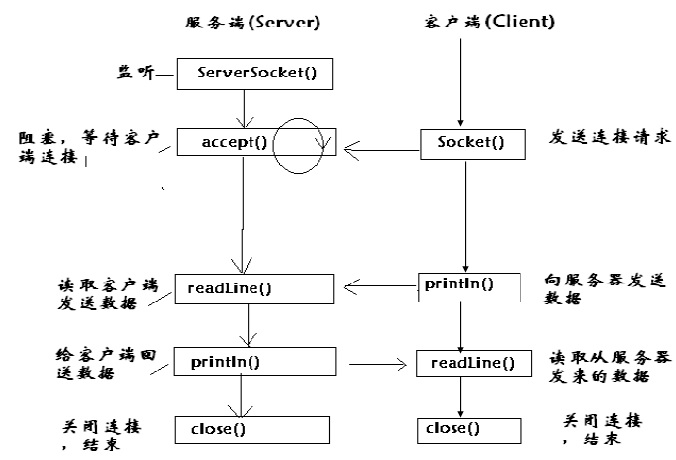 服务端(Server)
客户端(Client)
监听
ServerSocket()
阻塞，等待客户
端连接
accept()
Socket()
发送连接请求
读取客户端
发送数据
readLine()
println()
向服务器发送
数据
给客户端回
送数据
println()
readLine()
读取从服务器
发来的数据
关闭连接
，结束
close()
close()
关闭连接
，结束